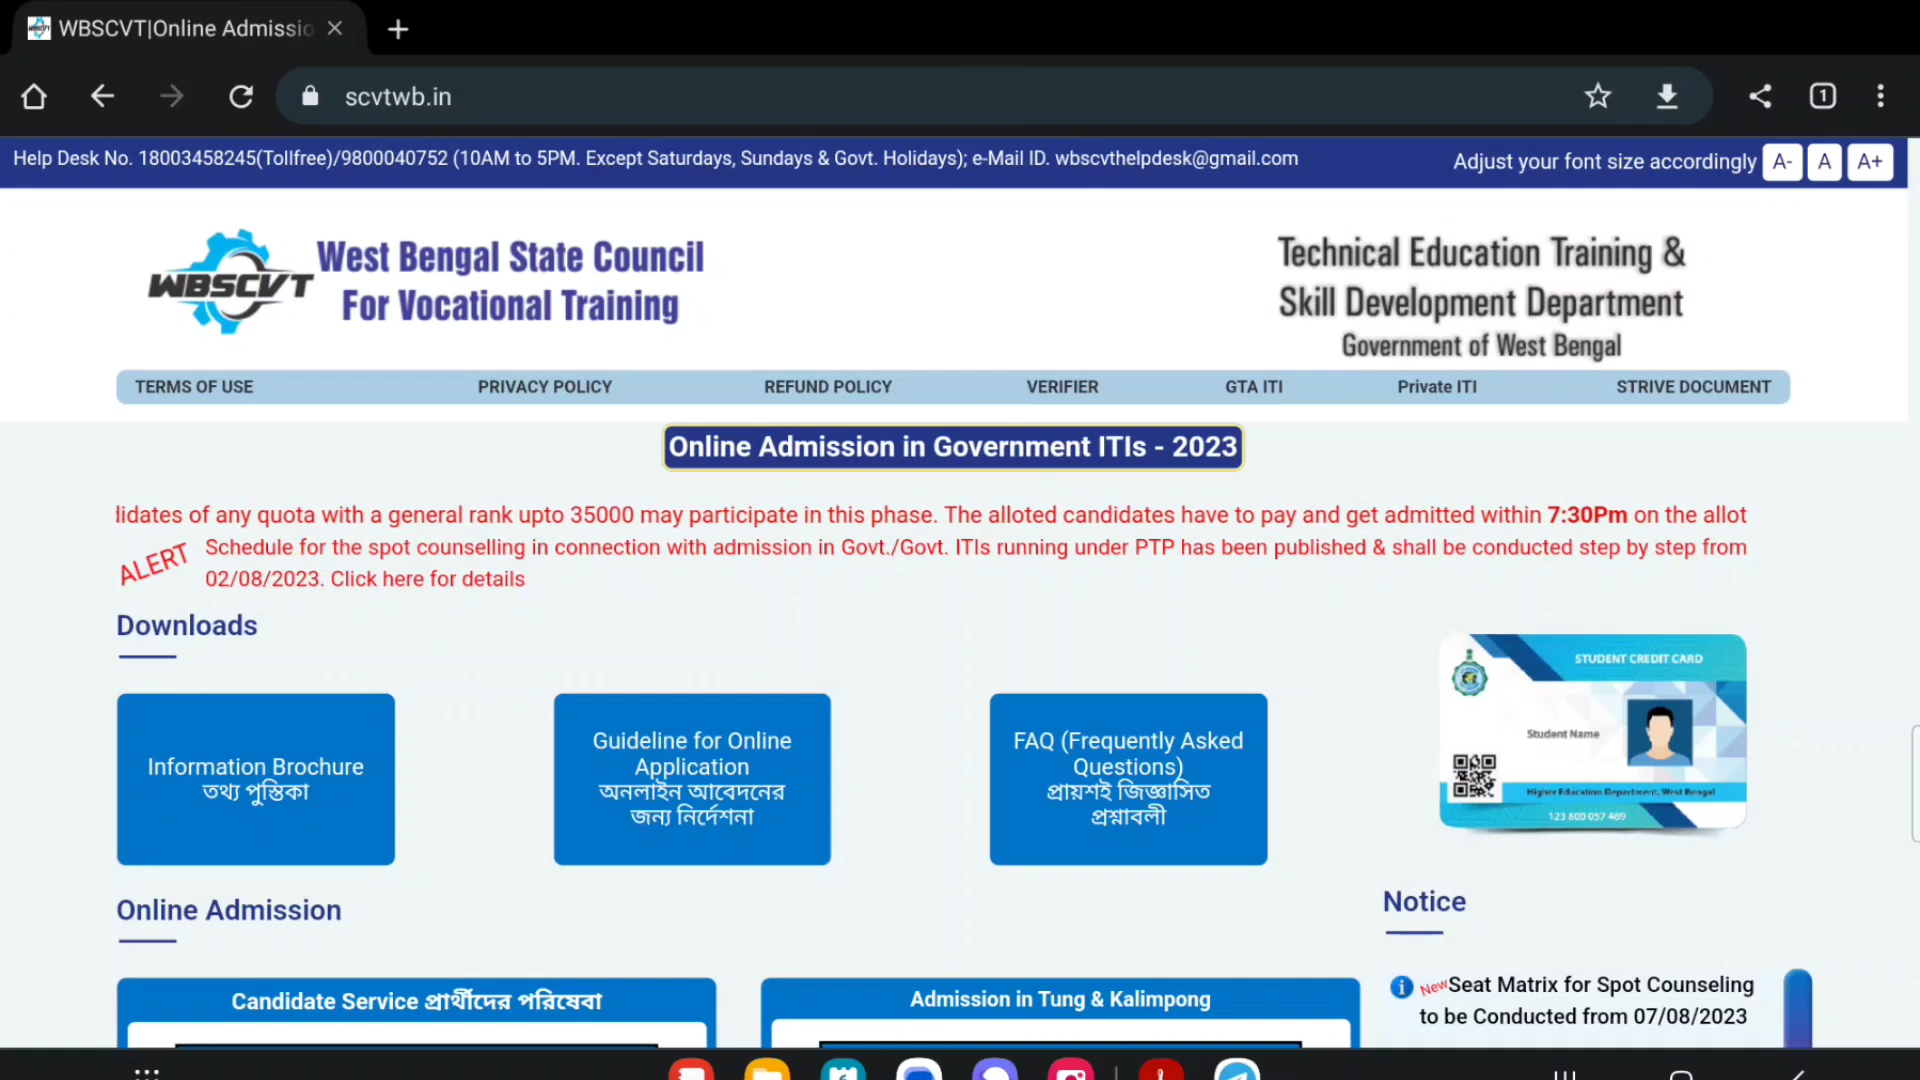 WBSCVT|Online Admissio
scvtwb.in
1
Help Desk No. 18003458245(Tollfree)/9800040752 (10AM to 5PM. Except Saturdays, Sundays & Govt. Holidays); e-Mail ID. wbscvthelpdesk@gmail.com
Adjust your font size accordingly A- A A+
WBSCVT
West Bengal State Council
For Vocational Training
Technical Education Training &
Skill Development Department
Government of West Bengal
TERMS OF USE PRIVACY POLICY REFUND POLICY VERIFIER GTA ITI Private ITI STRIVE DOCUMENT
Online Admission in Government ITIs - 2023
didates of any quota with a general rank upto 35000 may participate in this phase. The alloted candidates have to pay and get admitted within 7:30Pm on the allot
ALERT
Schedule for the spot counselling in connection with admission in Govt./Govt. ITIs running under PTP has been published & shall be conducted step by step from
02/08/2023. Click here for details
Downloads
Information Brochure
তথ্য পুস্তিকা
Guideline for Online
Application
অনলাইন আবেদনের
জন্য নির্দেশনা
FAQ (Frequently Asked
Questions)
প্রায়শই জিজ্ঞাসিত
প্রশ্নাবলী
STUDENT CREDIT CARD
Student Name
Higher Education Department, West Bengal
123 800 057 469
Online Admission
Candidate Service প্রার্থীদের পরিষেবা
Admission in Tung & Kalimpong
Notice
New Seat Matrix for Spot Counseling
to be Conducted from 07/08/2023